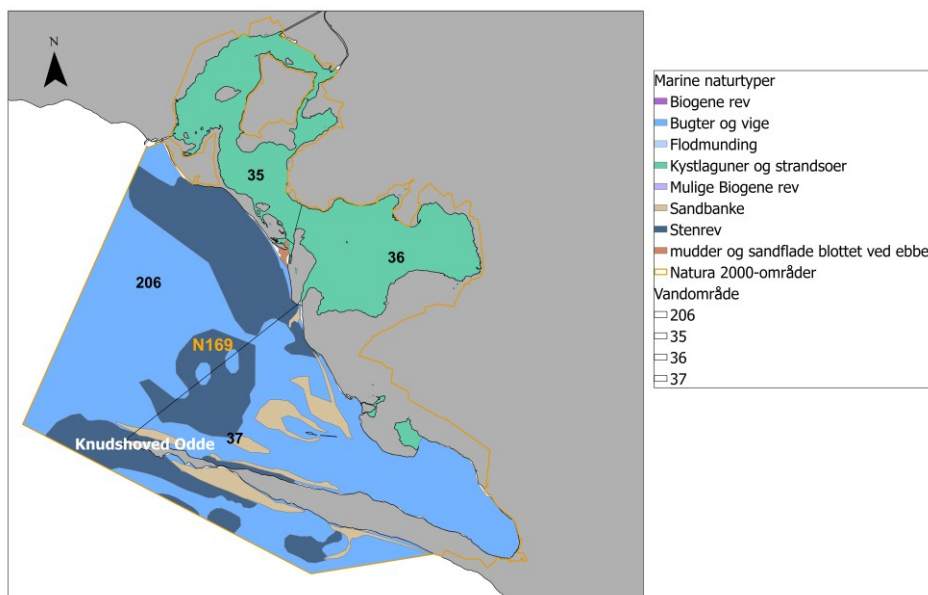 N
35
36
206
N169
37
Knudshoved Odde
Marine naturtyper
Biogene rev
Bugter og vige
Flodmunding
Kystlaguner og strandsøer
Mulige Biogene rev
Sandbanke
Stenrev
mudder og sandflade blottet ved ebbe
Natura 2000-områder
Vandområde
206
35
36
37